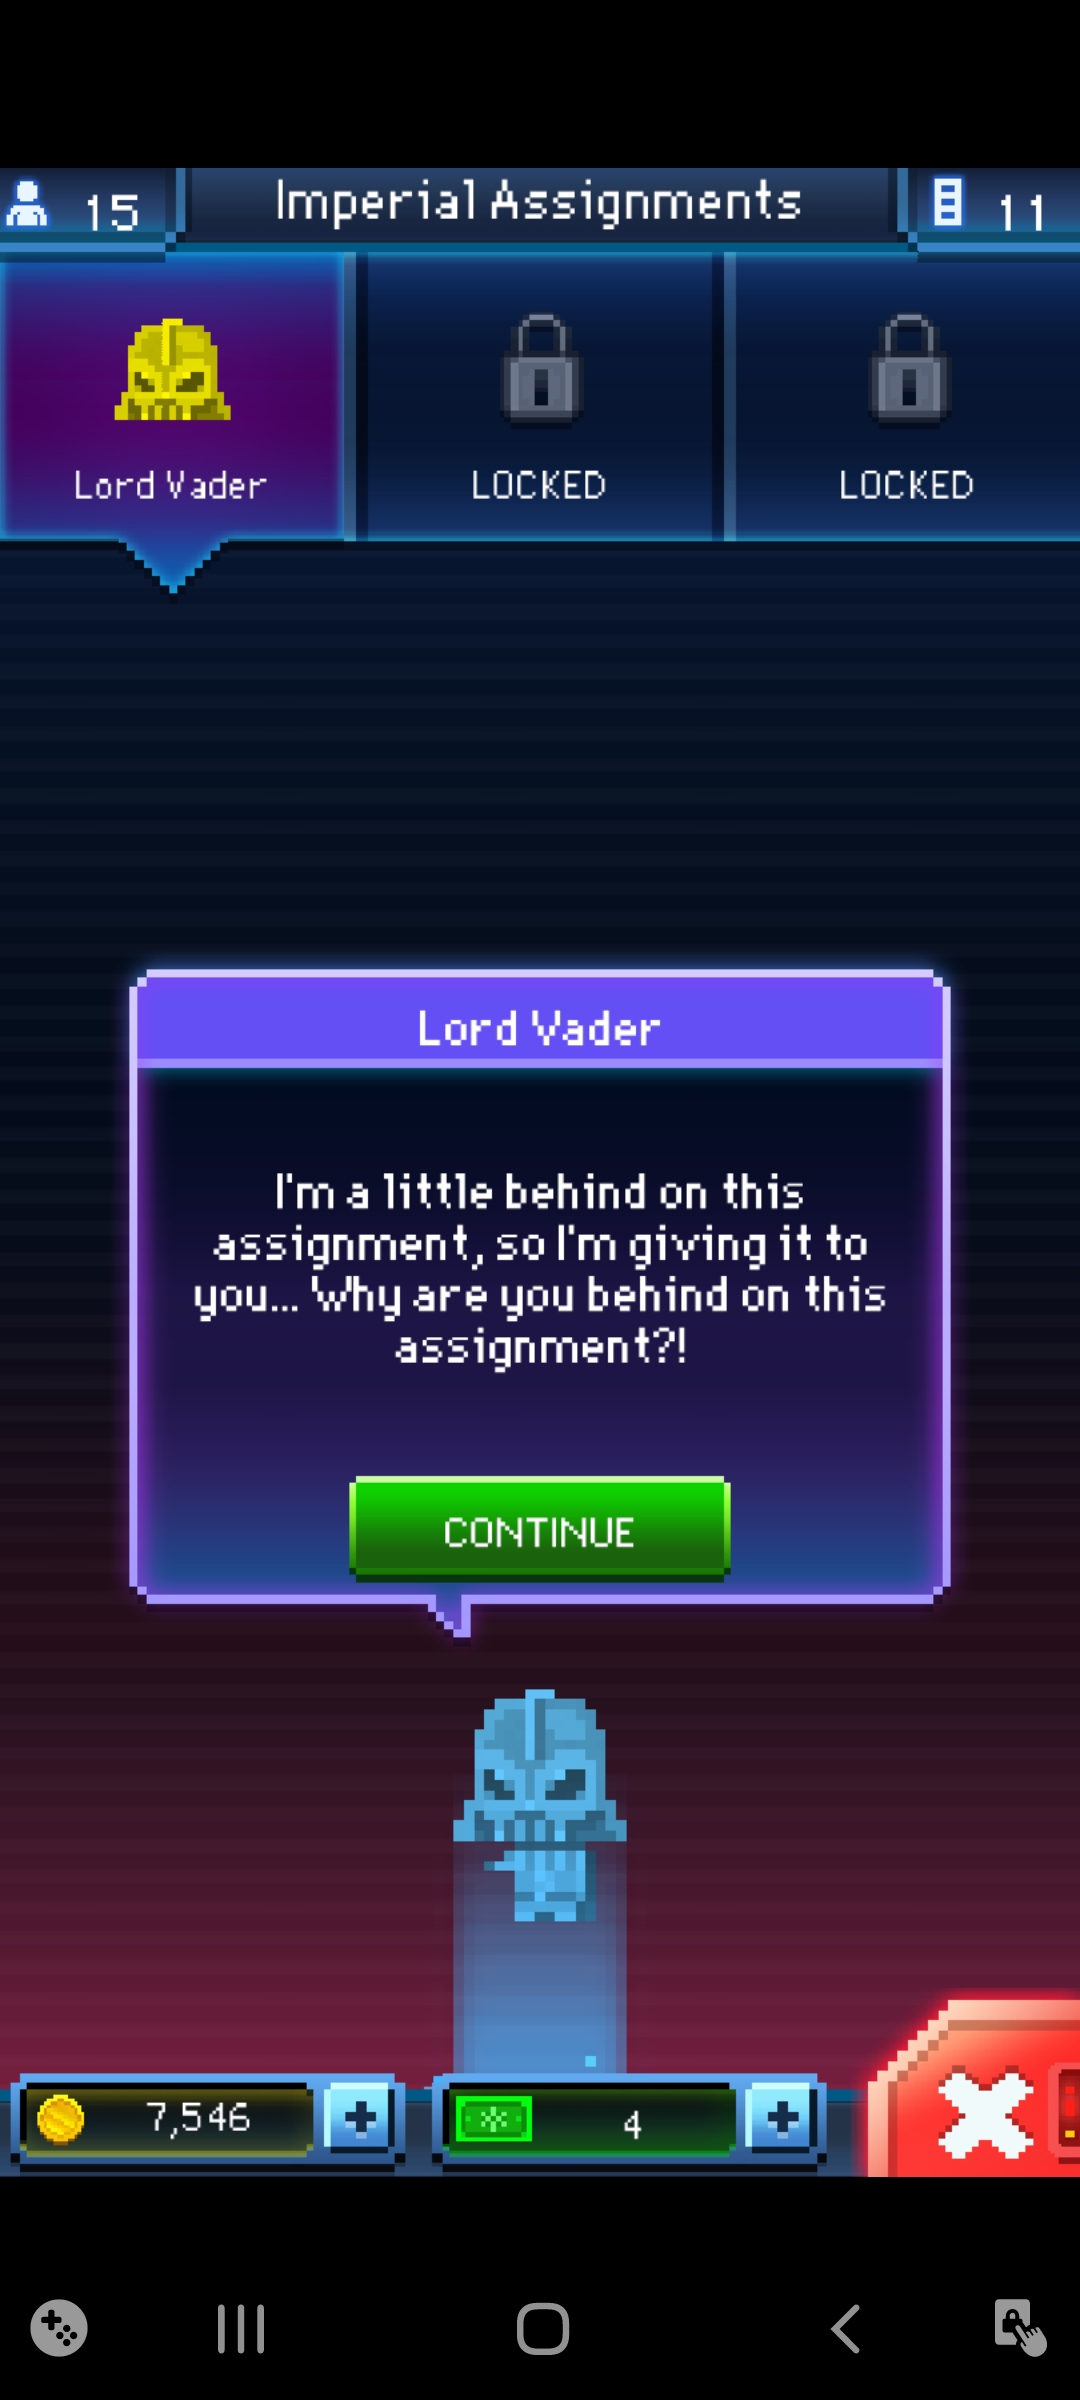 15
Imperial Assignments
11
Lord Vader
LOCKED
LOCKED
Lord Vader
I'm a little behind on this
assignment, so I'm giving it to
you... Why are you behind on this
assignment?!
CONTINUE
7,546
4